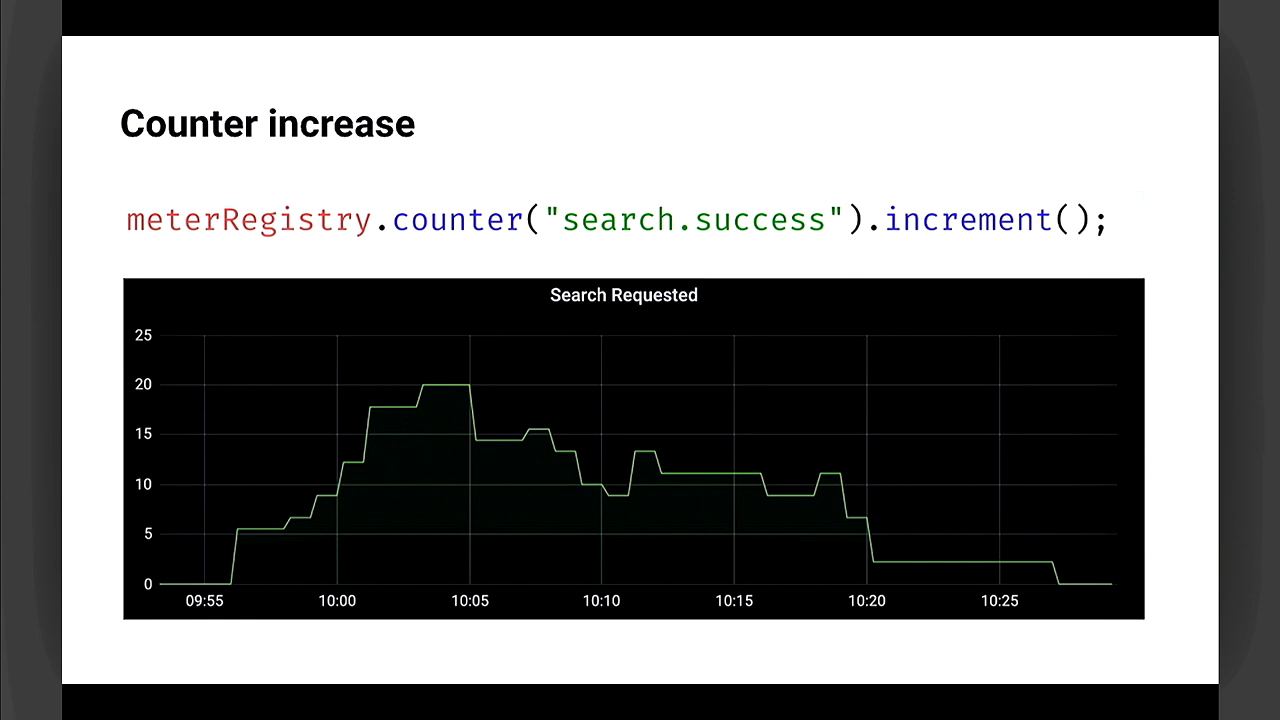 Counter increase
meterRegistry.counter("search.success").increment();
Search Requested
25
20
15
10
5
0
09:55 10:00 10:05 10:10 10:15 10:20 10:25